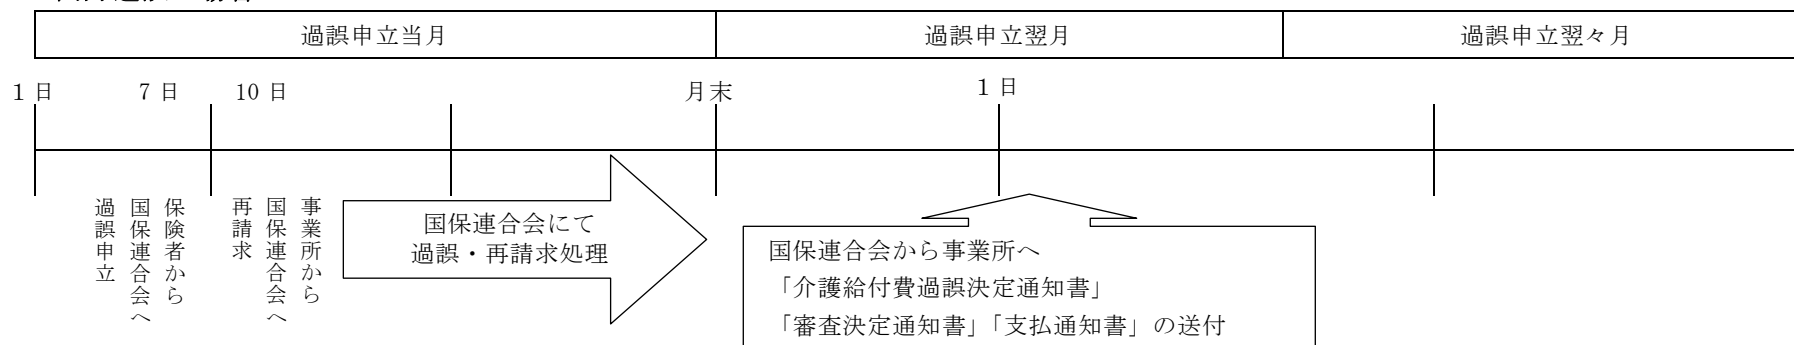 過誤申立当月
過誤申立翌月
過誤申立翌々月
1日
7日
10日
月末
1日
保険者から
国保連合会へ
過誤申立
事業所から
国保連合会へ
再請求
国保連合会にて
過誤・再請求処理
国保連合会から事業所へ
「介護給付費過誤決定通知書」
「審査決定通知書」「支払通知書」の送付